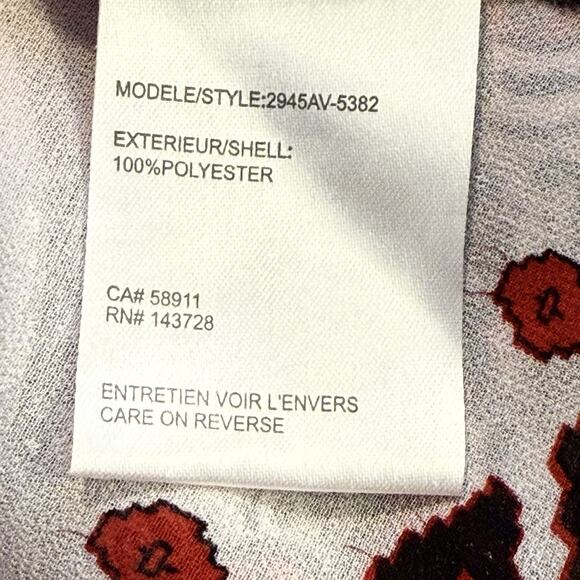 MODELE/STYLE:2945AV-5382
EXTERIEUR/SHELL:
100%POLYESTER
CA# 58911
RN# 143728
ENTRETIEN VOIR L'ENVERS
CARE ON REVERSE